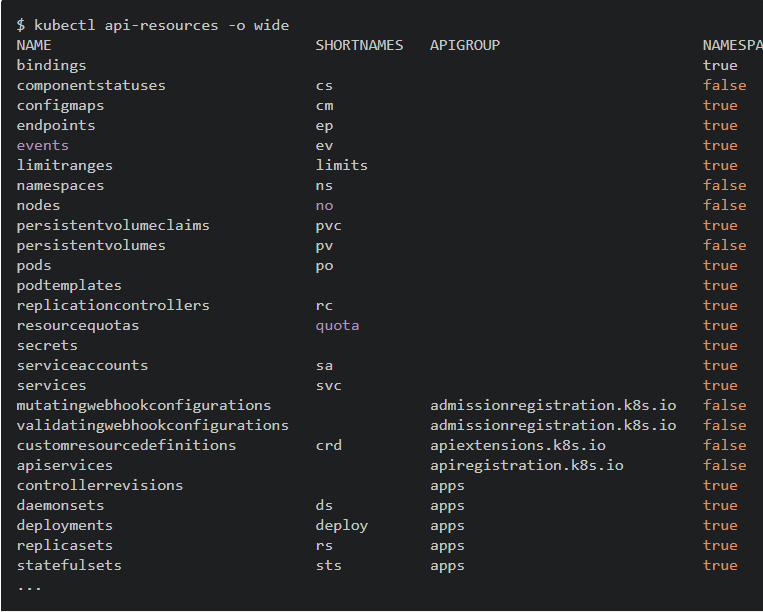 $ kubectl api-resources -o wide
NAME SHORTNAMES APIGROUP NAMESPA
bindings true
componentstatuses cs false
configmaps cm true
endpoints ep true
events ev true
limitranges limits true
namespaces ns false
nodes no false
persistentvolumeclaims pvc true
persistentvolumes pv false
pods po true
podtemplates true
replicationcontrollers rc true
resourcequotas quota true
secrets true
serviceaccounts sa true
services svc true
mutatingwebhookconfigurations admissionregistration.k8s.io false
validatingwebhookconfigurations admissionregistration.k8s.io false
customresourcedefinitions crd apiextensions.k8s.io false
apiservices apiregistration.k8s.io false
controllerrevisions apps true
daemonsets ds apps true
deployments deploy apps true
replicasets rs apps true
statefulsets sts apps true
...